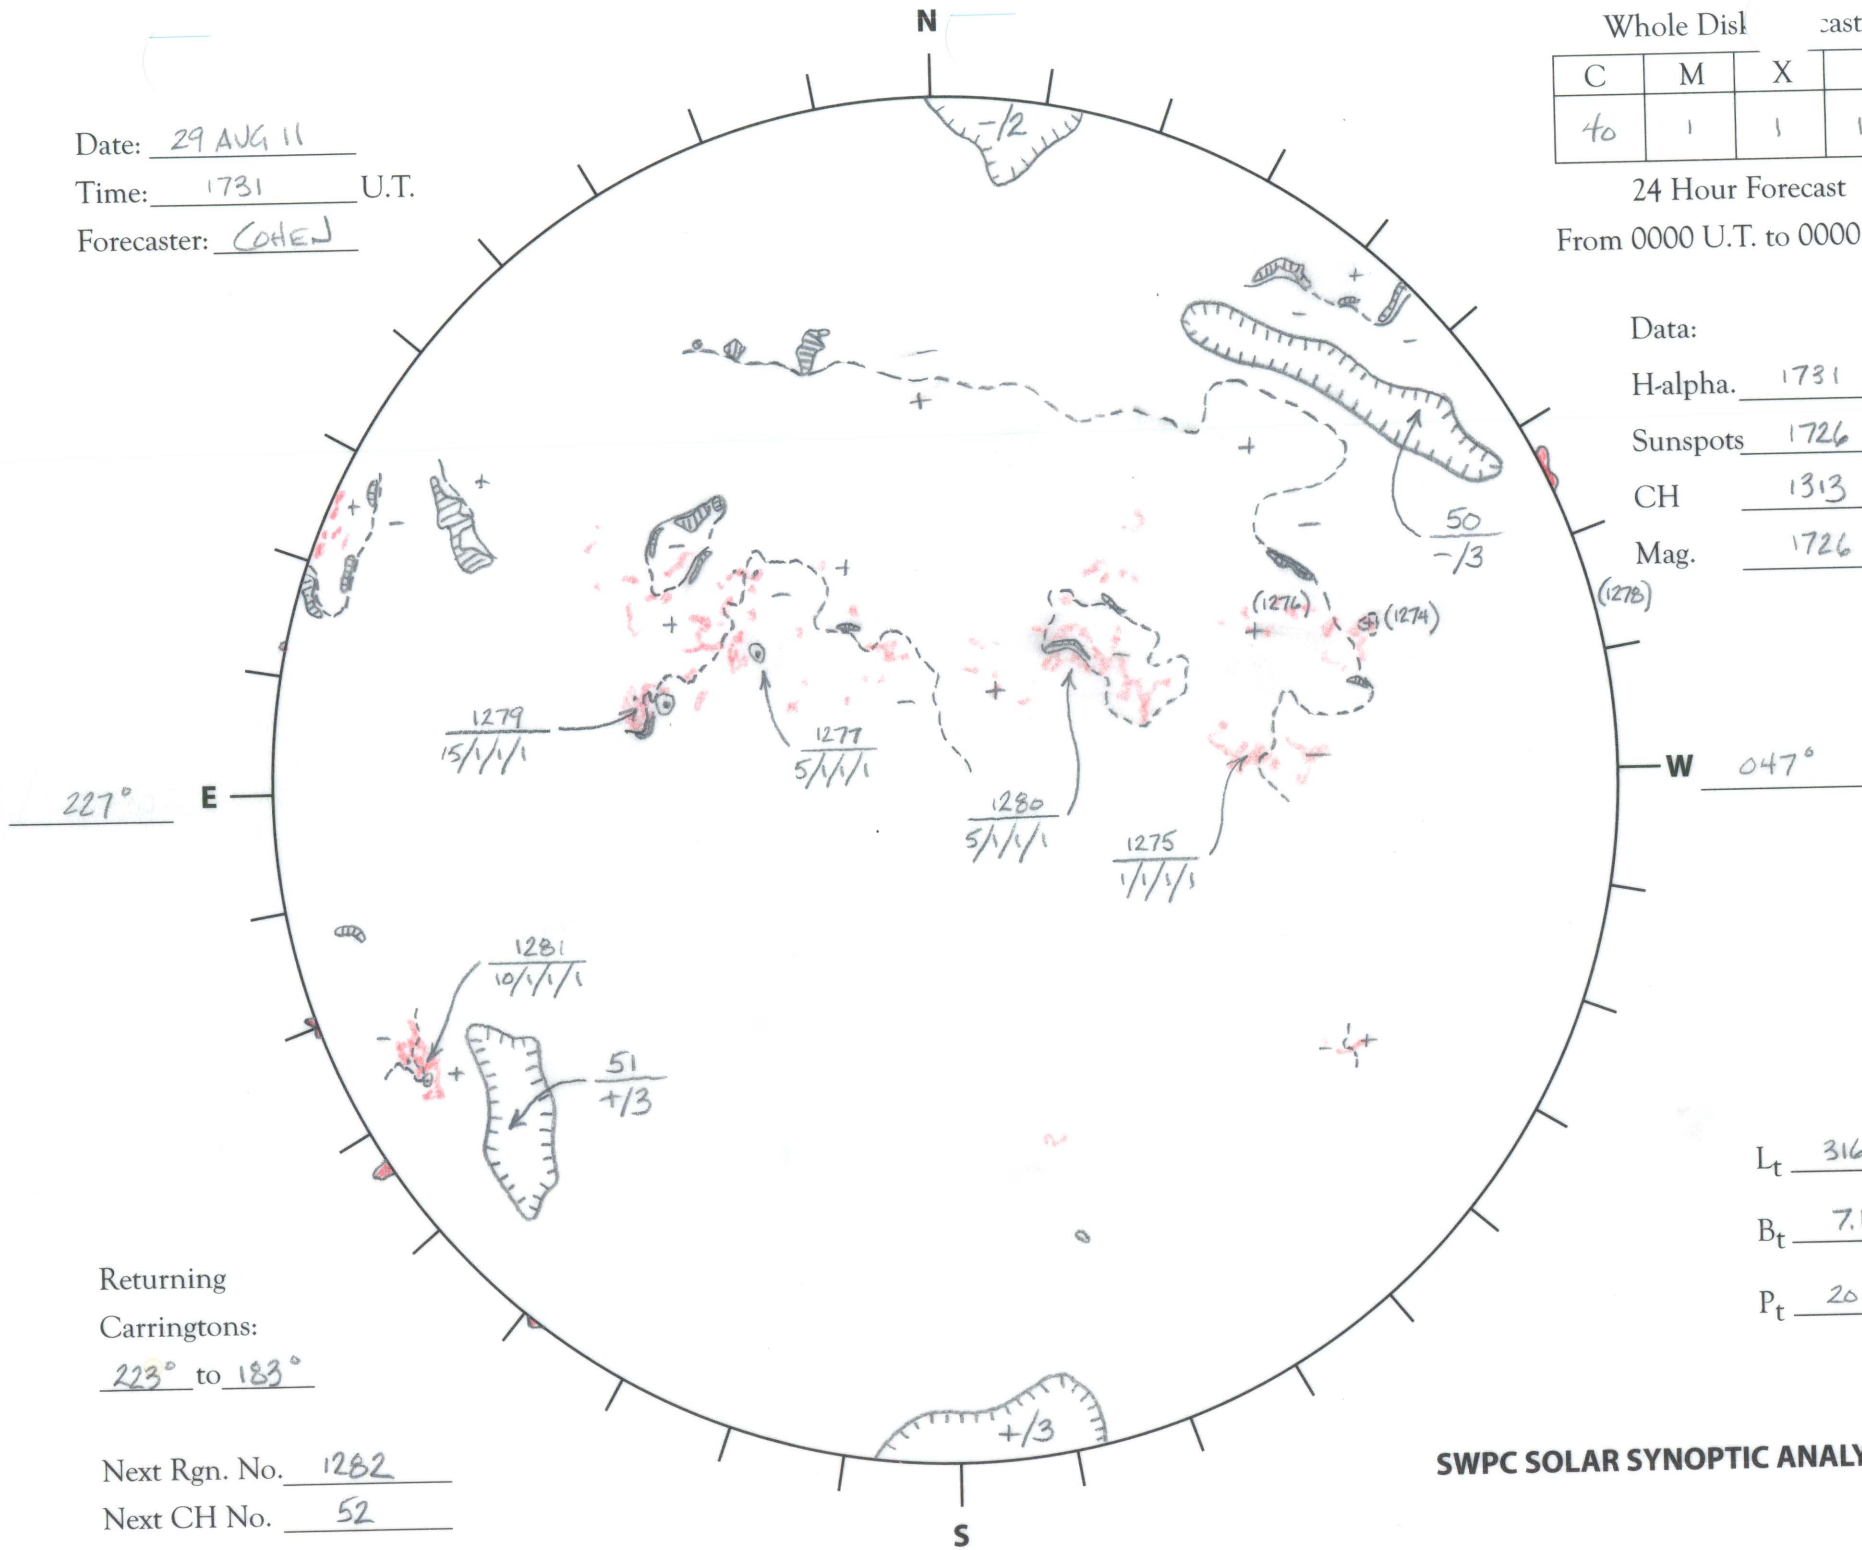 N
Whole Disk cast
C M X
40 1 1 1
24 Hour Forecast
From 0000 U.T. to 0000
Date: 29 AUG 11
Time: 1731 U.T.
Forecaster: COHEN
Data:
H-alpha. 1731
Sunspots 1726
CH 1313
Mag. 1726
-/2
+
-
-
-
+
+
50
-/3
+
-
+
-
-
+
-
+
(1276)
+
(1274)
(1278)
-
+
-
-
1279
15/1/1/1
1277
5/1/1/1
1280
5/1/1/1
1275
1/1/1/1
227° E
W 047°
1281
10/1/1/1
-
+
51
+/3
- +
Lt 316
Bt 7.1
Pt 20
Returning
Carringtons:
223° to 183°
+/3
Next Rgn. No. 1282
Next CH No. 52
SWPC SOLAR SYNOPTIC ANALY
S